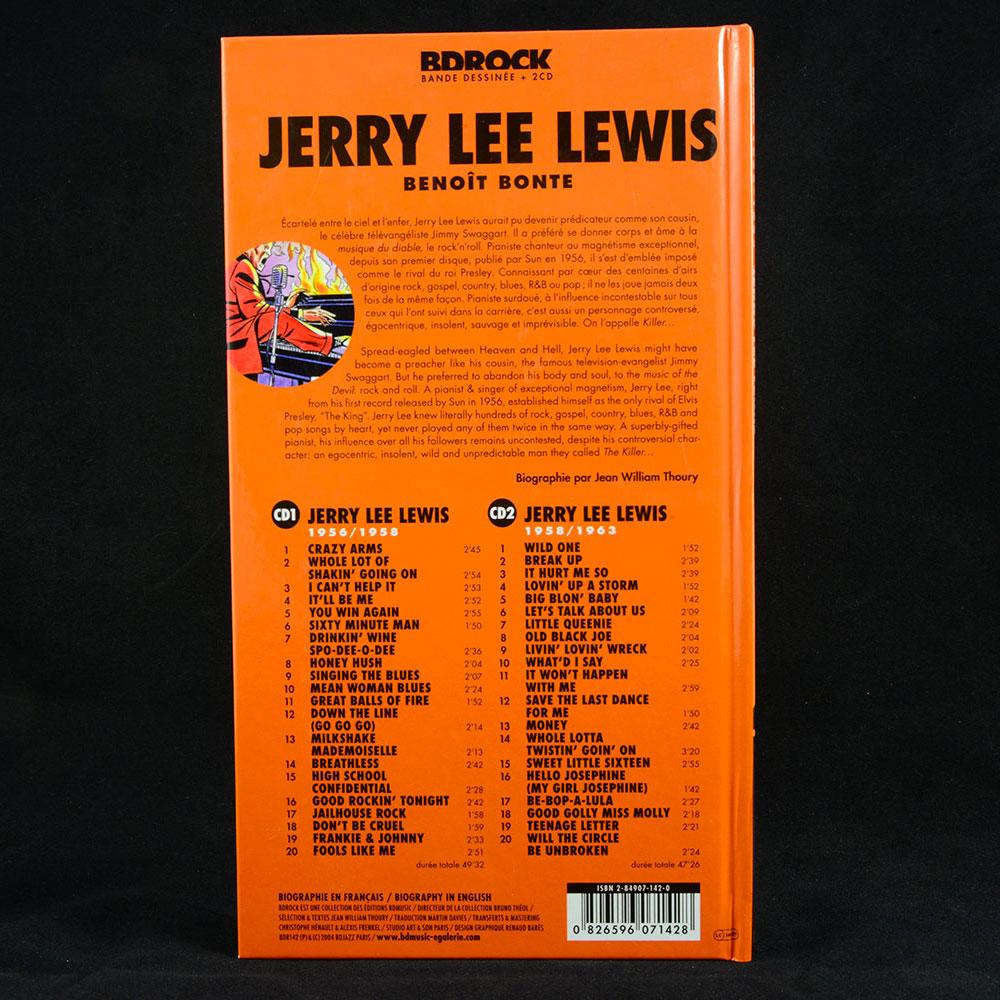 BDROCK
BANDE DESSINÉE + 2CD
JERRY LEE LEWIS
BENOÎT BONTE
Écartelé entre le ciel et l'enfer, Jerry Lee Lewis aurait pu devenir prédicateur comme son cousin,
le célèbre télévangéliste Jimmy Swaggart. Il a préféré se donner corps et âme à la
musique du diable, le rock'n'roll. Pianiste chanteur au magnétisme exceptionnel,
depuis son premier disque, publié par Sun en 1956, il s'est d'emblée imposé
comme le rival du roi Presley. Connaissant par cœur des centaines d'airs
d'origine rock, gospel, country, blues, R&B ou pop ; il ne les joue jamais deux
fois de la même façon. Pianiste surdoué, à l'influence incontestable sur tous
ceux qui l'ont suivi dans la carrière, c'est aussi un personnage controversé,
égocentrique, insolent, sauvage et imprévisible. On l'appelle Killer...
Spread-eagled between Heaven and Hell, Jerry Lee Lewis might have
become a preacher like his cousin, the famous television-evangelist Jimmy
Swaggart. But he preferred to abandon his body and soul, to the music of the
Devil: rock and roll. A pianist & singer of exceptional magnetism, Jerry Lee, right
from his first record released by Sun in 1956, established himself as the only rival of Elvis
Presley, "The King". Jerry Lee knew literally hundreds of rock, gospel, country, blues, R&B and
pop songs by heart, yet never played any of them twice in the same way. A superbly-gifted
pianist, his influence over all his followers remains uncontested, despite his controversial char-
acter: an egocentric, insolent, wild and unpredictable man they called The Killer...
Biographie par Jean William Thoury
CD1 JERRY LEE LEWIS
1956/1958
1 CRAZY ARMS 2'45
2 WHOLE LOT OF
SHAKIN' GOING ON 2'54
3 I CAN'T HELP IT 2'53
4 IT'LL BE ME 2'52
5 YOU WIN AGAIN 2'55
6 SIXTY MINUTE MAN 1'50
7 DRINKIN' WINE
SPO-DEE-O-DEE 2'36
8 HONEY HUSH 2'04
9 SINGING THE BLUES 2'07
10 MEAN WOMAN BLUES 2'24
11 GREAT BALLS OF FIRE 1'52
12 DOWN THE LINE
(GO GO GO) 2'14
13 MILKSHAKE
MADEMOISELLE 2'13
14 BREATHLESS 2'42
15 HIGH SCHOOL
CONFIDENTIAL 2'28
16 GOOD ROCKIN' TONIGHT 2'42
17 JAILHOUSE ROCK 1'58
18 DON'T BE CRUEL 1'59
19 FRANKIE & JOHNNY 2'33
20 FOOLS LIKE ME 2'51
durée totale 49'32
CD2 JERRY LEE LEWIS
1958/1963
1 WILD ONE 1'52
2 BREAK UP 2'39
3 IT HURT ME SO 2'39
4 LOVIN' UP A STORM 1'52
5 BIG BLON' BABY 1'42
6 LET'S TALK ABOUT US 2'09
7 LITTLE QUEENIE 2'24
8 OLD BLACK JOE 2'04
9 LIVIN' LOVIN' WRECK 2'02
10 WHAT'D I SAY 2'25
11 IT WON'T HAPPEN
WITH ME 2'59
12 SAVE THE LAST DANCE
FOR ME 1'50
13 MONEY 2'42
14 WHOLE LOTTA
TWISTIN' GOIN' ON 3'20
15 SWEET LITTLE SIXTEEN 2'55
16 HELLO JOSEPHINE
(MY GIRL JOSEPHINE) 1'42
17 BE-BOP-A-LULA 2'27
18 GOOD GOLLY MISS MOLLY 2'18
19 TEENAGE LETTER 2'21
20 WILL THE CIRCLE
BE UNBROKEN 2'24
durée totale 47'26
BIOGRAPHIE EN FRANÇAIS / BIOGRAPHY IN ENGLISH
BDROCK EST UNE COLLECTION DES ÉDITIONS BDMUSIC / DIRECTEUR DE LA COLLECTION BRUNO THÉOL /
SÉLECTION & TEXTES JEAN WILLIAM THOURY / TRADUCTION MARTIN DAVIES / TRANSFERTS & MASTERING
CHRISTOPHE HÉNAULT & ALEXIS FRENKEL / STUDIO ART & SON PARIS / DESIGN GRAPHIQUE RENAUD BARÈS
BDR142 (P) & (C) 2004 BDJAZZ PARIS / www.bdmusic-egalerie.com
ISBN 2-84907-142-0
0 826596 071428